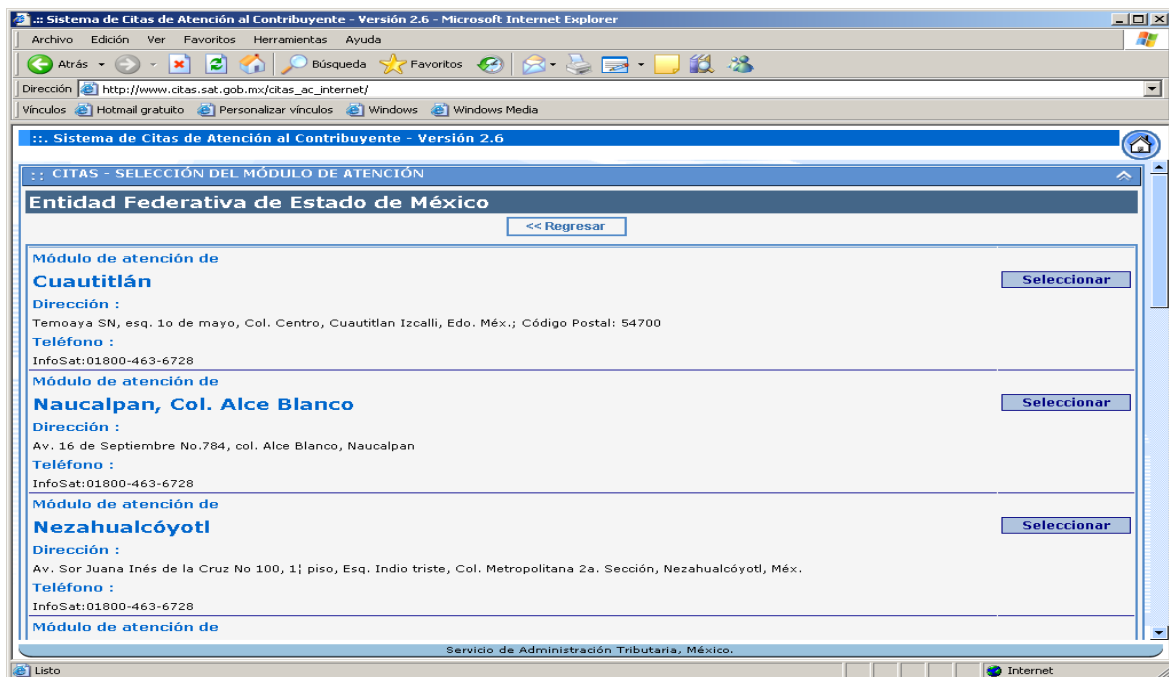 .:: Sistema de Citas de Atención al Contribuyente - Versión 2.6 - Microsoft Internet Explorer
Archivo Edición Ver Favoritos Herramientas Ayuda
Atrás Búsqueda Favoritos
Dirección http://www.citas.sat.gob.mx/citas_ac_internet/
Vínculos Hotmail gratuito Personalizar vínculos Windows Windows Media
::. Sistema de Citas de Atención al Contribuyente - Versión 2.6
:: CITAS - SELECCIÓN DEL MÓDULO DE ATENCIÓN
Entidad Federativa de Estado de México
<< Regresar
Módulo de atención de
Cuautitlán Seleccionar
Dirección :
Temoaya SN, esq. 1o de mayo, Col. Centro, Cuautitlan Izcalli, Edo. Méx.; Código Postal: 54700
Teléfono :
InfoSat:01800-463-6728
Módulo de atención de
Naucalpan, Col. Alce Blanco Seleccionar
Dirección :
Av. 16 de Septiembre No.784, col. Alce Blanco, Naucalpan
Teléfono :
InfoSat:01800-463-6728
Módulo de atención de
Nezahualcóyotl Seleccionar
Dirección :
Av. Sor Juana Inés de la Cruz No 100, 1¦ piso, Esq. Indio triste, Col. Metropolitana 2a. Sección, Nezahualcóyotl, Méx.
Teléfono :
InfoSat:01800-463-6728
Módulo de atención de
Servicio de Administración Tributaria, México.
Listo Internet